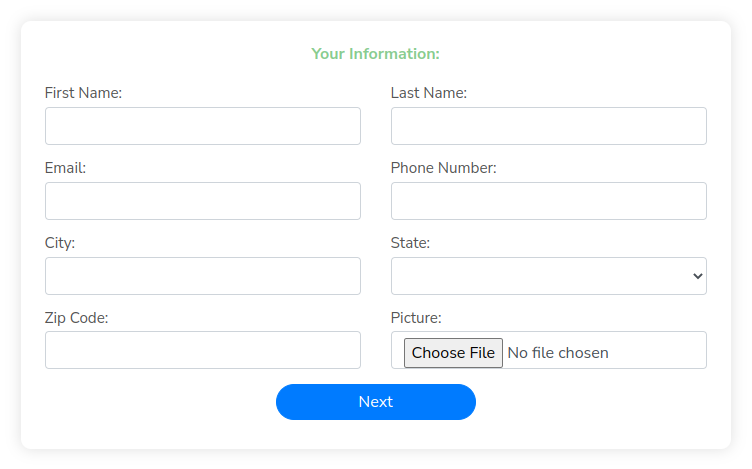 Your Information:
First Name:
Last Name:
Email:
Phone Number:
City:
State:
Zip Code:
Picture:
Choose File No file chosen
Next